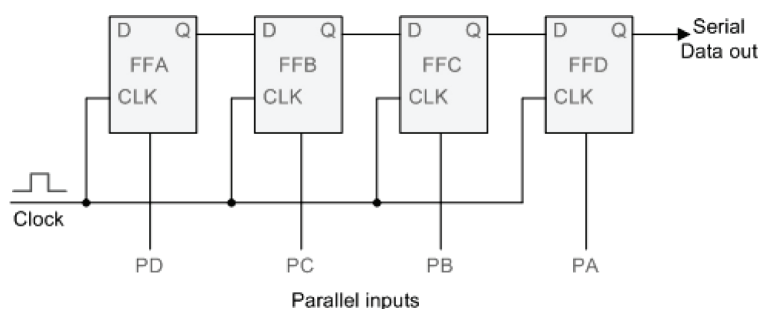 D Q D Q D Q D Q Serial
Data out
FFA FFB FFC FFD
CLK CLK CLK CLK
Clock
PD PC PB PA
Parallel inputs